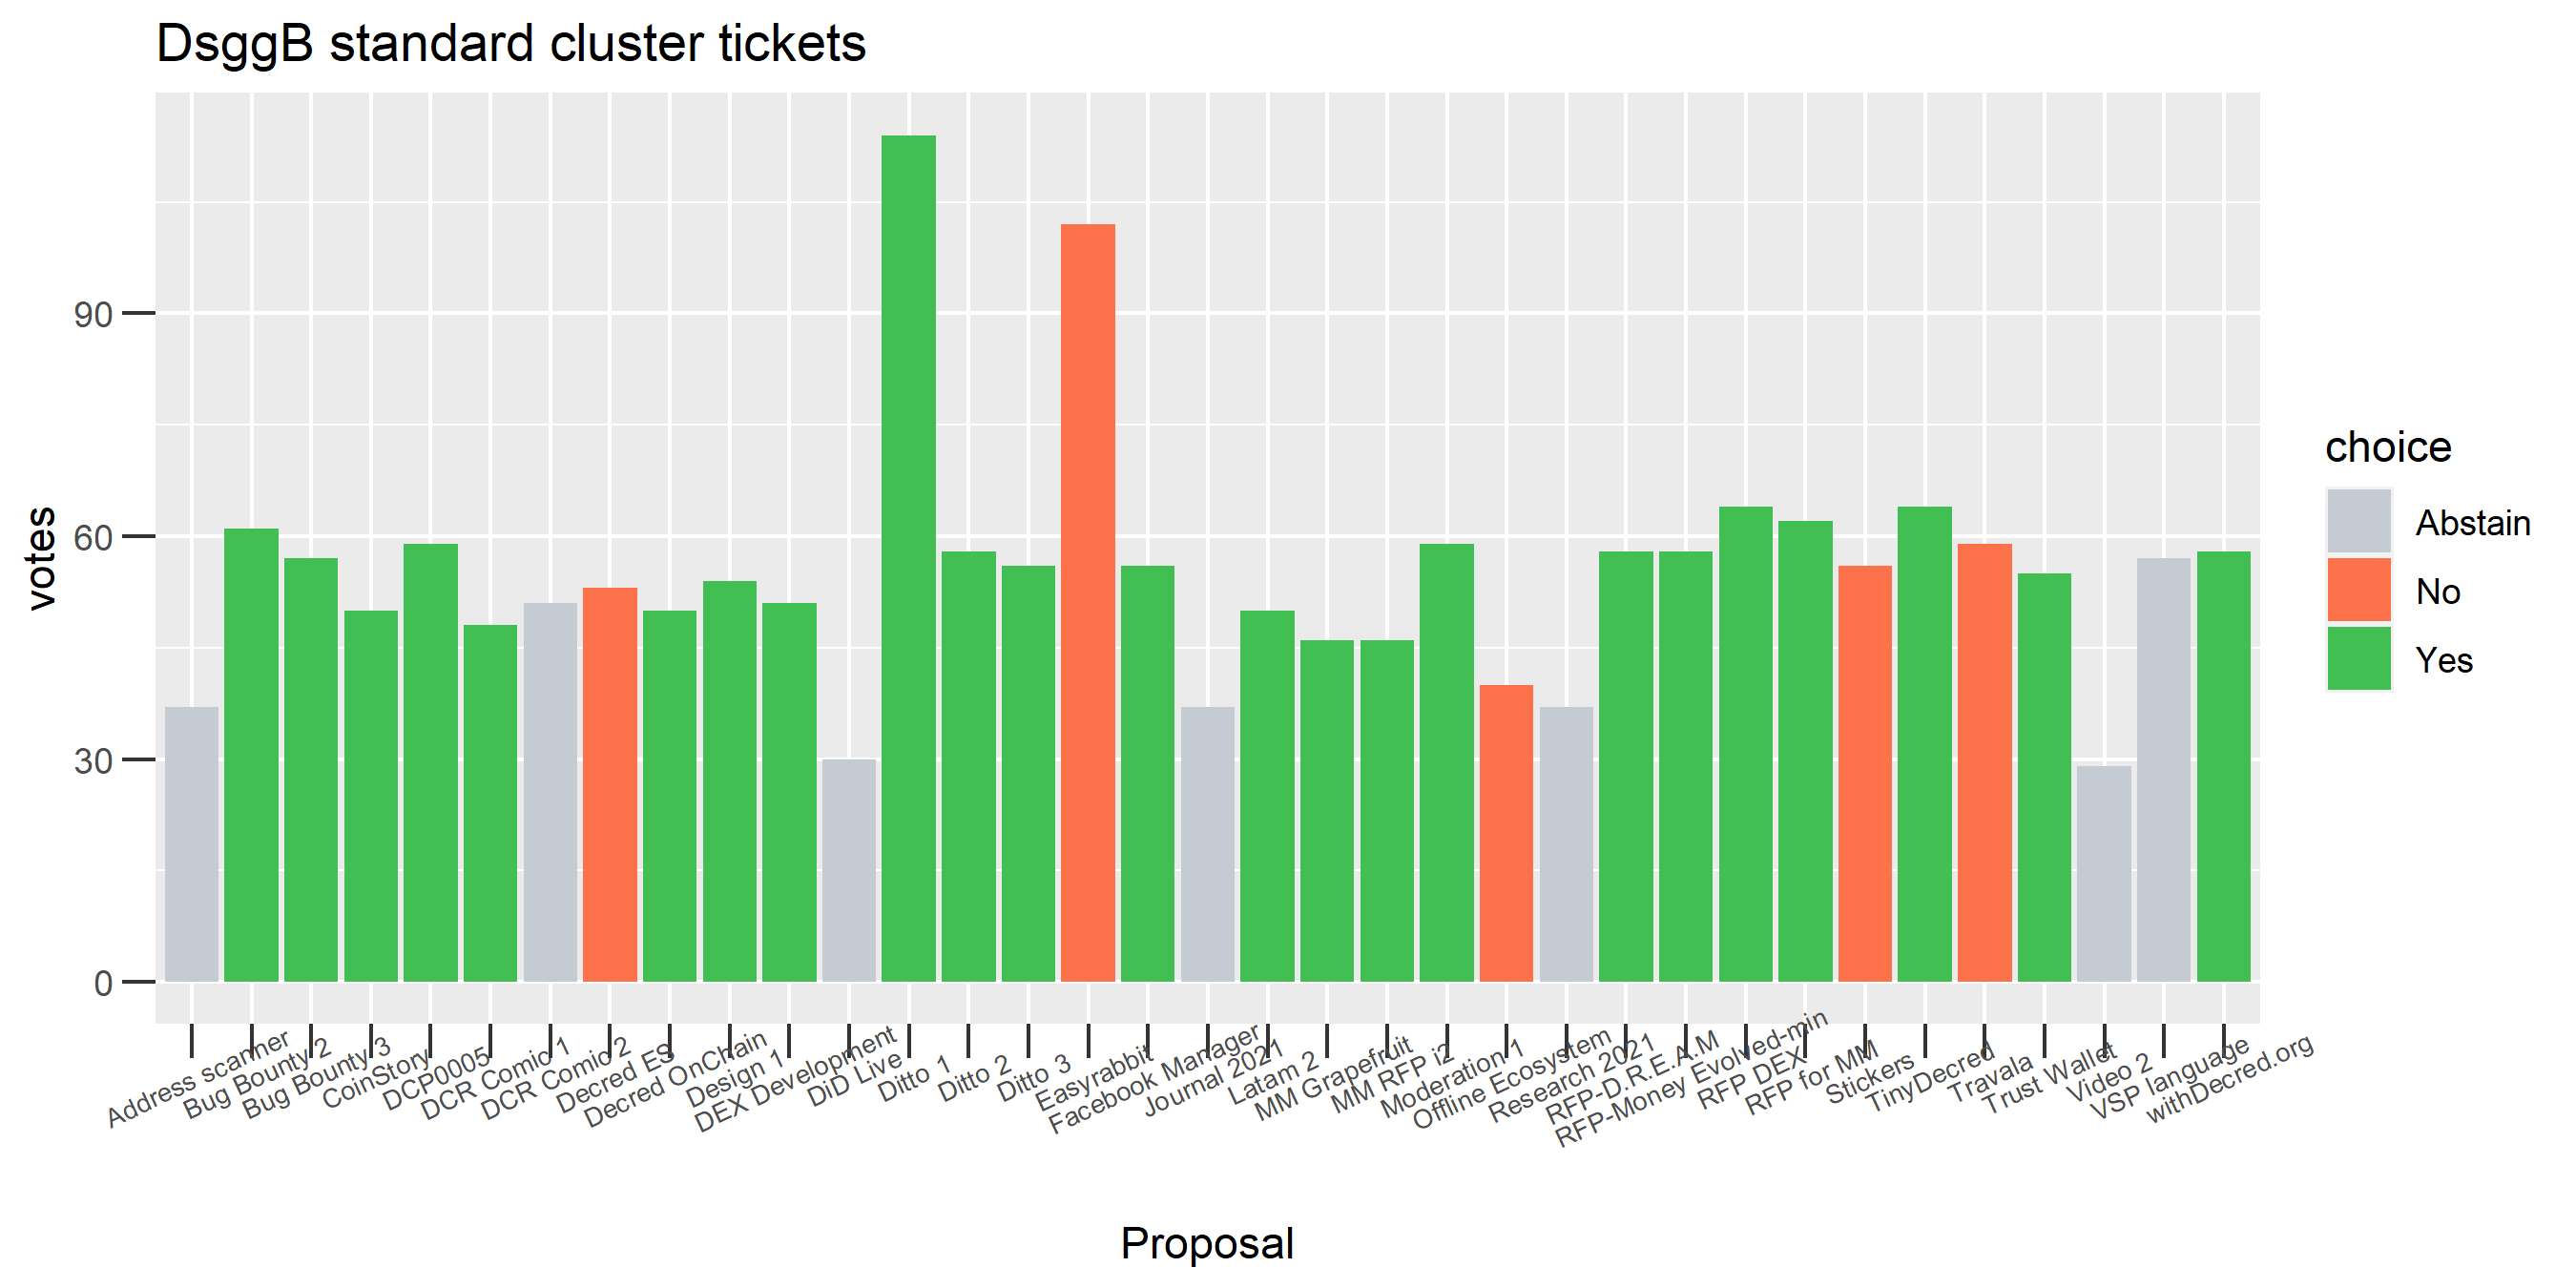 DsggB standard cluster tickets
votes
90
60
30
0
Address scanner
Bug Bounty 2
Bug Bounty 3
CoinStory
DCP0005
DCR Comic 1
DCR Comic 2
Decred ES
Decred OnChain
Design 1
DEX Development
DiD Live
Ditto 1
Ditto 2
Ditto 3
Easyrabbit
Facebook Manager
Journal 2021
Latam 2
MM Grapefruit
MM RFP i2
Moderation 1
Offline Ecosystem
Research 2021
RFP-D.R.E.A.M
RFP-Money Evolved-min
RFP DEX
RFP for MM
Stickers
TinyDecred
Travala
Trust Wallet
Video 2
VSP language
withDecred.org
Proposal
choice
Abstain
No
Yes